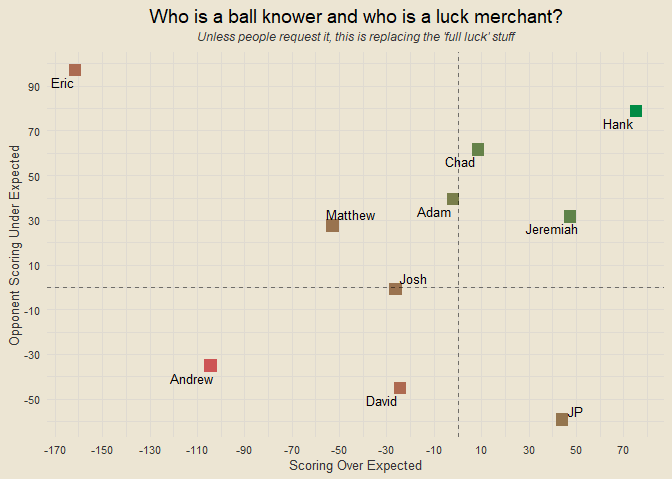 Who is a ball knower and who is a luck merchant?
Unless people request it, this is replacing the 'full luck' stuff
Opponent Scoring Under Expected
90
70
50
30
10
-10
-30
-50
Eric
Hank
Chad
Adam
Matthew
Jeremiah
Josh
Andrew
David
JP
-170 -150 -130 -110 -90 -70 -50 -30 -10 10 30 50 70
Scoring Over Expected